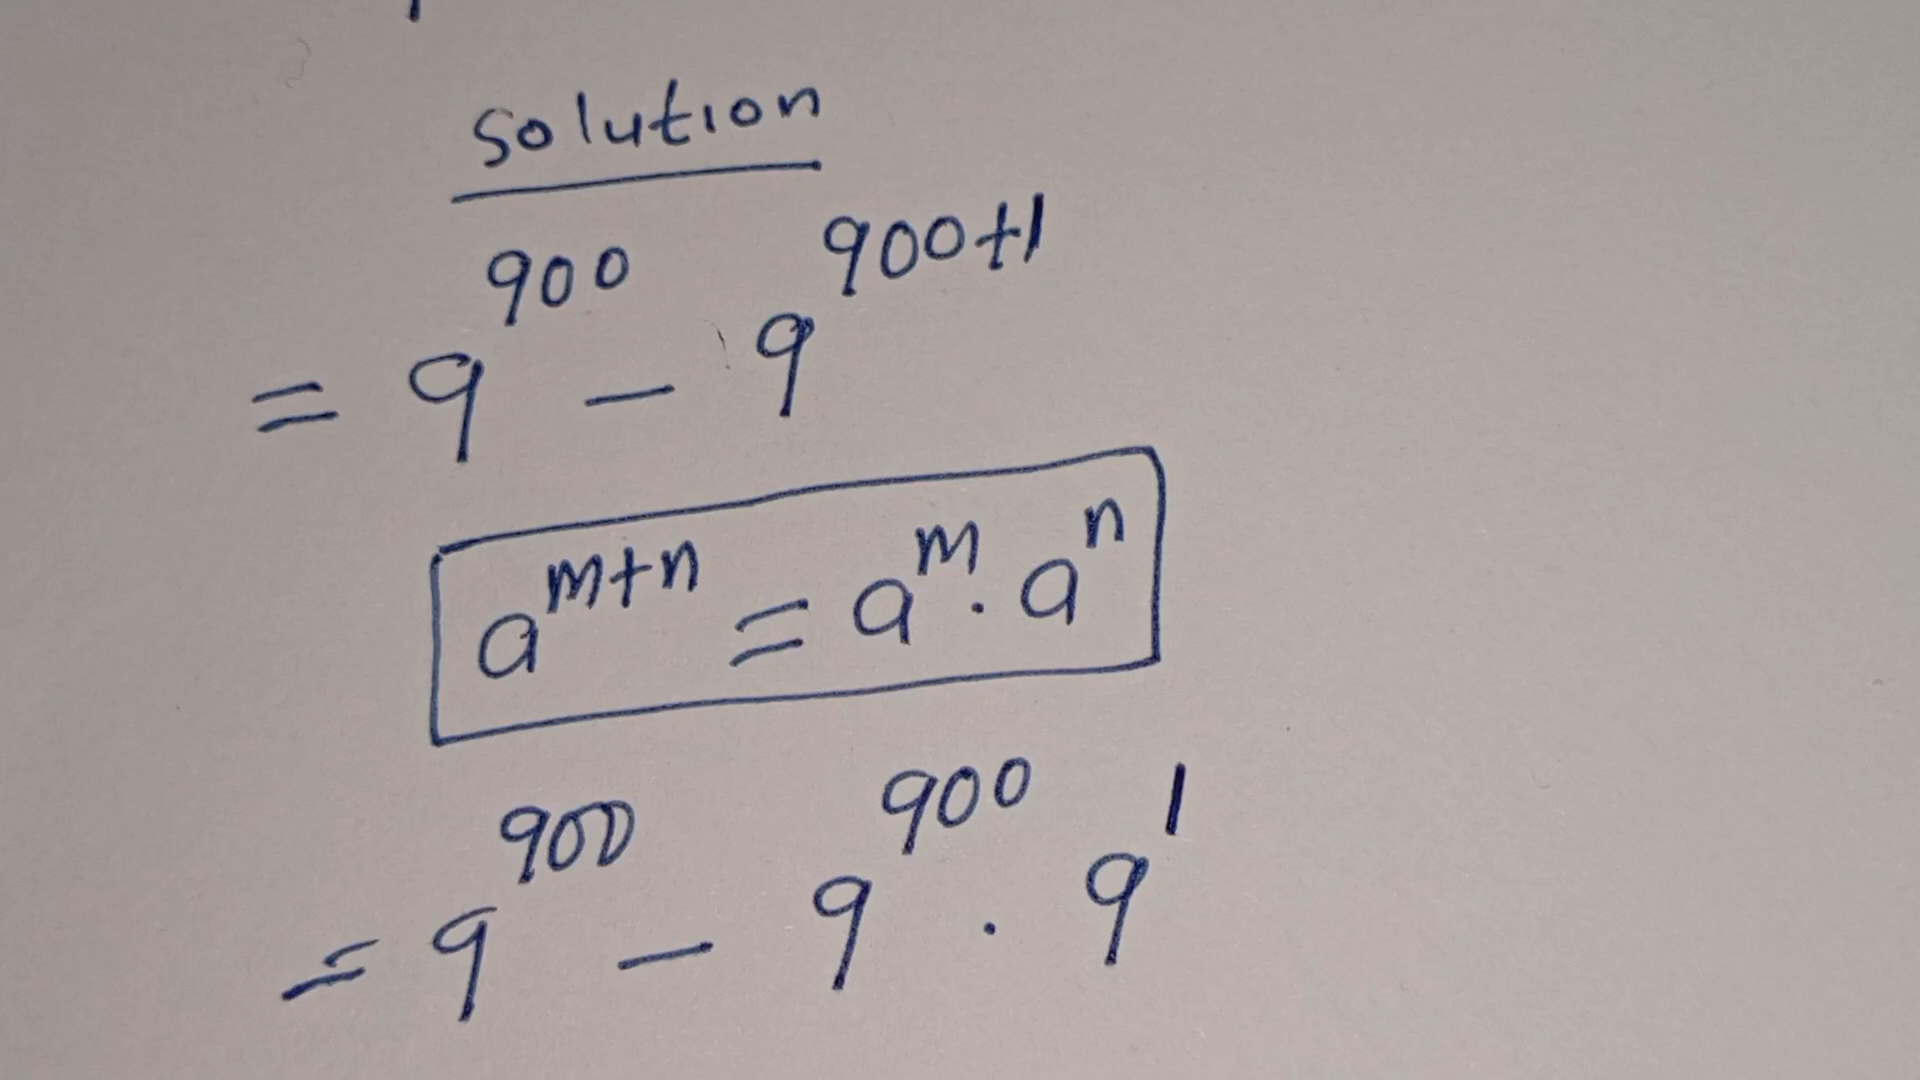 Solution
= 9^900 - 9^900+1
a^m+n = a^m . a^n
= 9^900 - 9^900 . 9^1